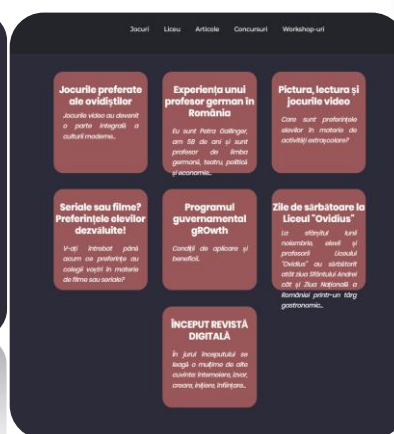 Jocuri Liceu Articole Concursuri Workshop-uri
Jocurile preferate
ale ovidiștilor
Jocurile video au devenit
o parte integrală a
culturii moderne...
Experiența unui
profesor german în
România
Eu sunt Petra Gallinger,
am 58 de ani și sunt
profesor de limba
germană, teatru, politică
și economie...
Pictura, lectura și
jocurile video
Care sunt preferințele
elevilor în materie de
activități extrașcolare?
Seriale sau filme?
Preferințele elevilor
dezvăluite!
V-ați întrebat până
acum ce preferințe au
colegii voștri în materie
de filme sau seriale?
Programul
guvernamental
gROwth
Condiții de aplicare și
beneficii.
Zile de sărbătoare la
Liceul "Ovidius"
La sfârșitul lunii
noiembrie, elevii și
profesorii Liceului
"Ovidius" au sărbătorit
atât ziua Sfântului Andrei
cât și Ziua Națională a
României printr-un târg
gastronomic...
ÎNCEPUT REVISTĂ
DIGITALĂ
În jurul începutului se
leagă o mulțime de alte
cuvinte: întemeiere, izvor,
creare, inițiere, înființare...